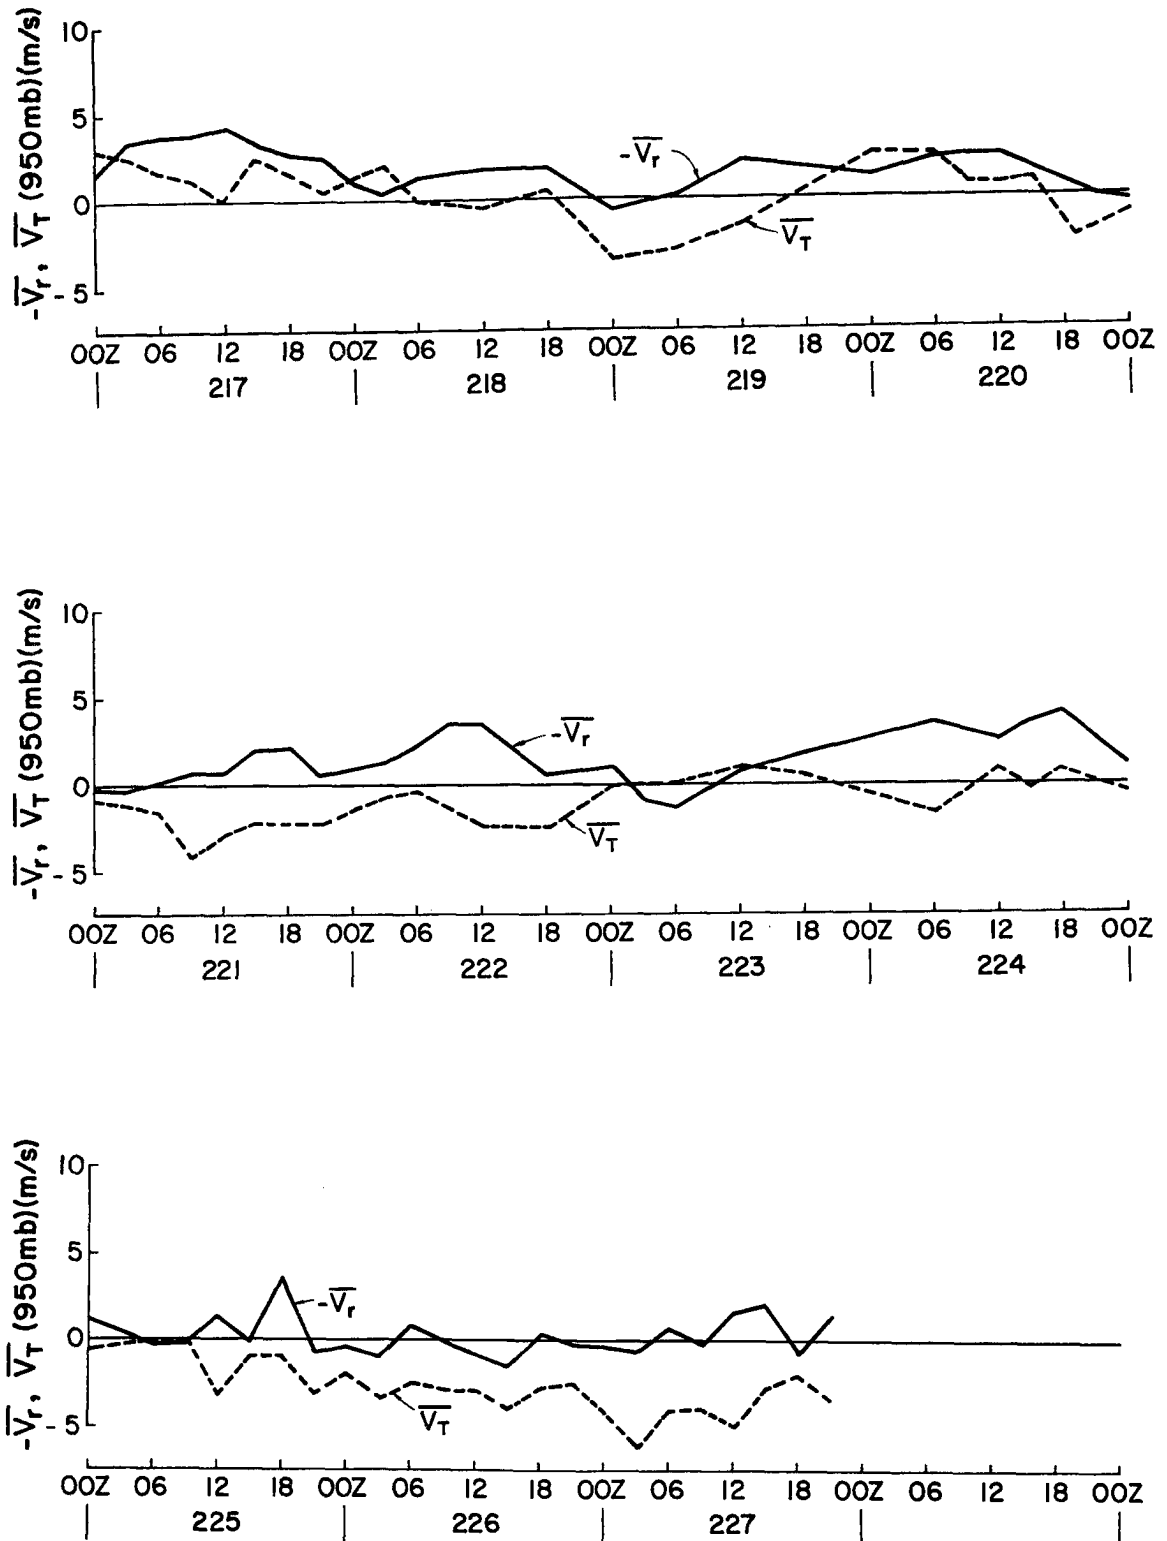 -V̅r, V̅T (950mb)(m/s)
10
5
0
-5
-V̅r
V̅T
00Z 06 12 18 00Z 06 12 18 00Z 06 12 18 00Z 06 12 18 00Z
217 218 219 220
-V̅r, V̅T (950mb)(m/s)
10
5
0
-5
-V̅r
V̅T
00Z 06 12 18 00Z 06 12 18 00Z 06 12 18 00Z 06 12 18 00Z
221 222 223 224
-V̅r, V̅T (950mb)(m/s)
10
5
0
-5
-V̅r
V̅T
00Z 06 12 18 00Z 06 12 18 00Z 06 12 18 00Z 06 12 18 00Z
225 226 227